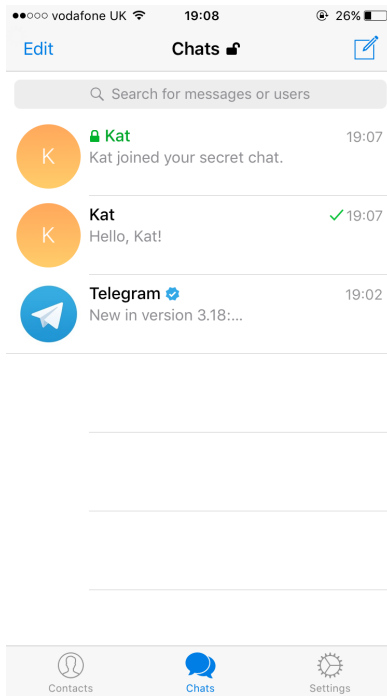 vodafone UK 19:08 26%
Edit Chats
Search for messages or users
K Kat 19:07
Kat joined your secret chat.
K Kat 19:07
Hello, Kat!
Telegram 19:02
New in version 3.18:...
Contacts Chats Settings